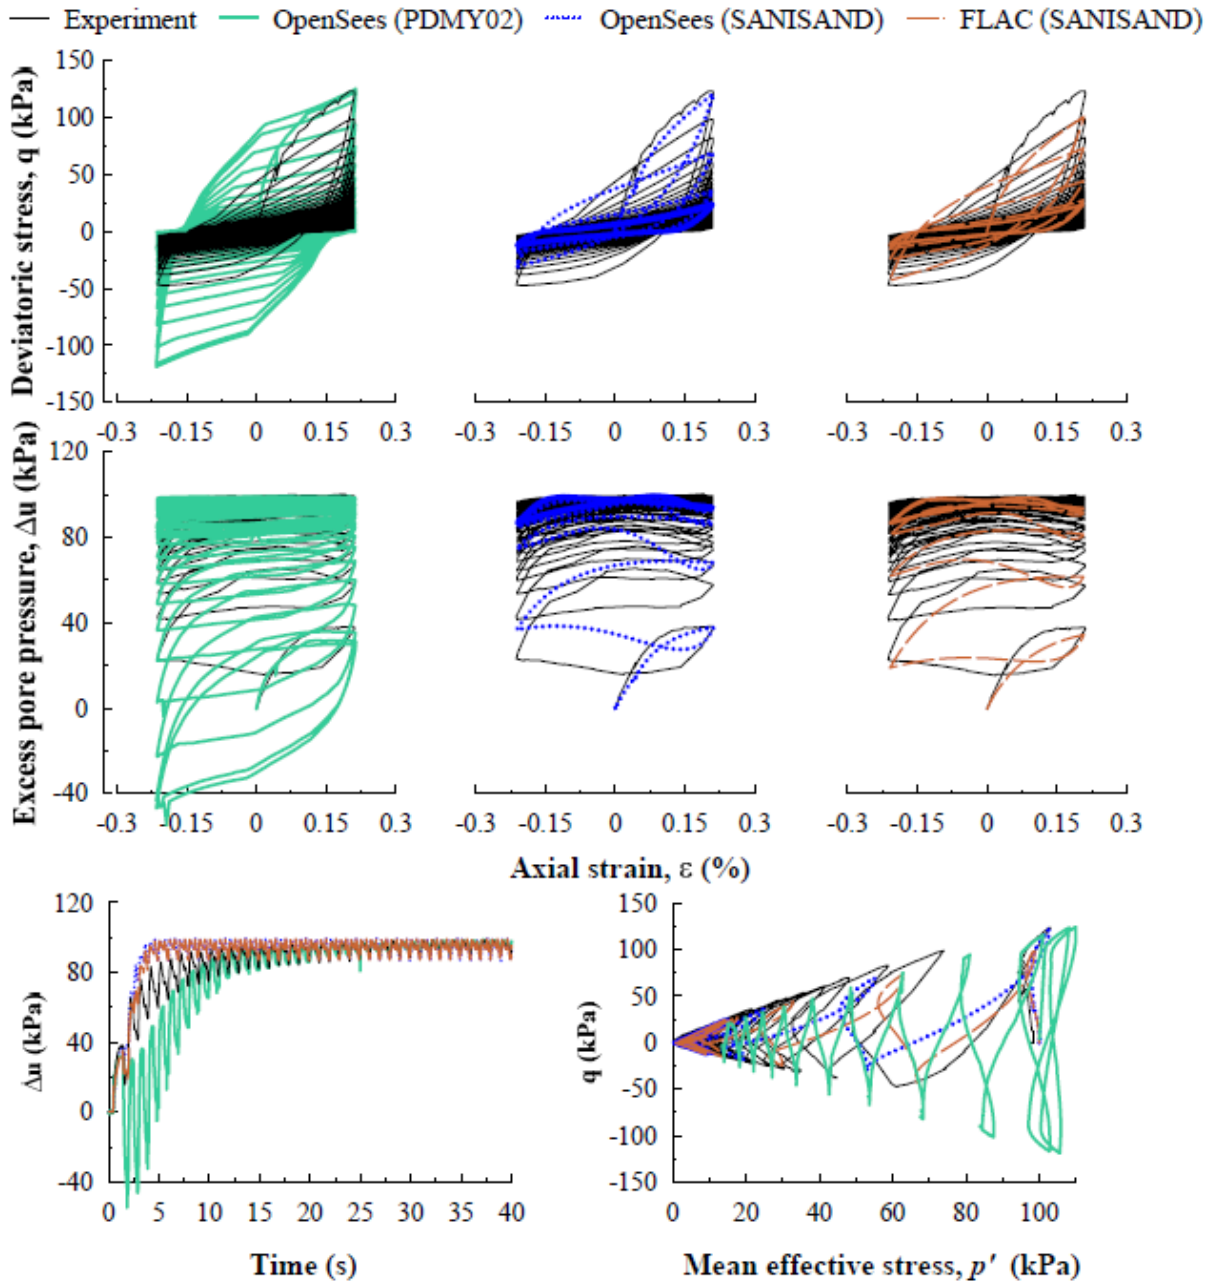 Experiment OpenSees (PDMY02) OpenSees (SANISAND) FLAC (SANISAND)
Deviatoric stress, q (kPa)
150
100
50
0
-50
-100
-150
-0.3 -0.15 0 0.15 0.3 -0.3 -0.15 0 0.15 0.3 -0.3 -0.15 0 0.15 0.3
Excess pore pressure, Δu (kPa)
120
80
40
0
-40
-0.3 -0.15 0 0.15 0.3 -0.3 -0.15 0 0.15 0.3 -0.3 -0.15 0 0.15 0.3
Axial strain, ε (%)
Δu (kPa)
120
80
40
0
-40
0 5 10 15 20 25 30 35 40
Time (s)
q (kPa)
150
100
50
0
-50
-100
-150
0 20 40 60 80 100
Mean effective stress, p' (kPa)